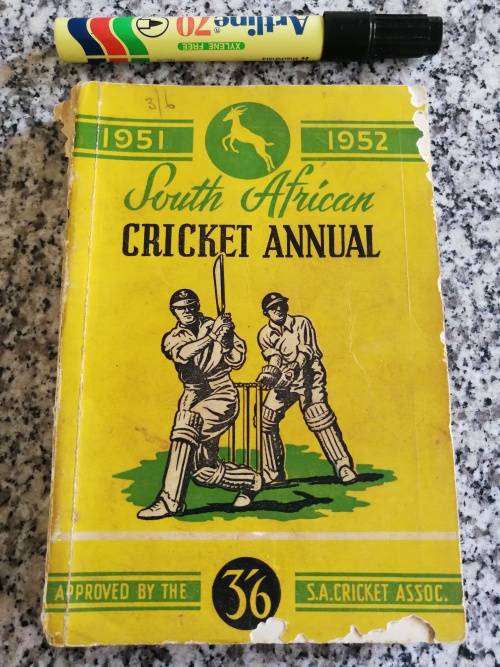 Artline® 70
XYLENE FREE
3/6
1951 1952
South African
CRICKET ANNUAL
APPROVED BY THE 3'6 S.A. CRICKET ASSOC.